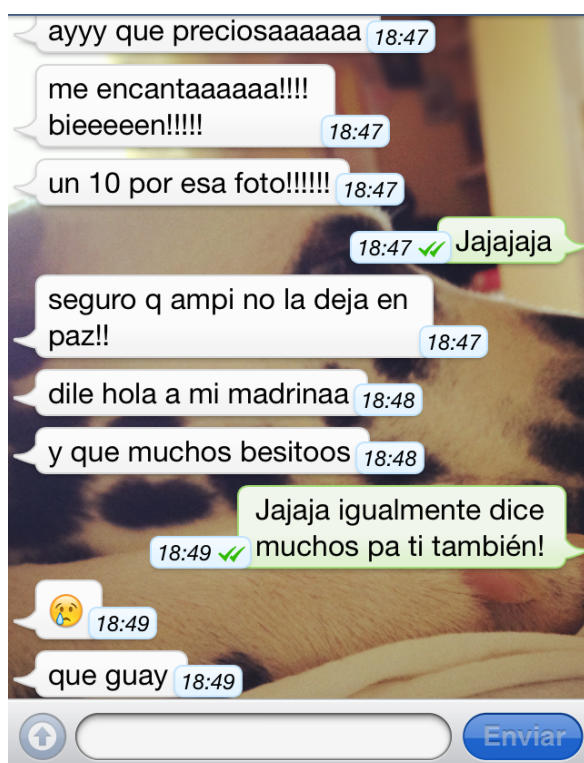 ayyy que preciosaaaaaa 18:47
me encantaaaaaa!!!!
bieeeeen!!!!! 18:47
un 10 por esa foto!!!!!! 18:47
18:47 Jajajaja
seguro q ampi no la deja en
paz!! 18:47
dile hola a mi madrinaa 18:48
y que muchos besitoos 18:48
Jajaja igualmente dice
18:49 muchos pa ti también!
18:49
que guay 18:49
Enviar